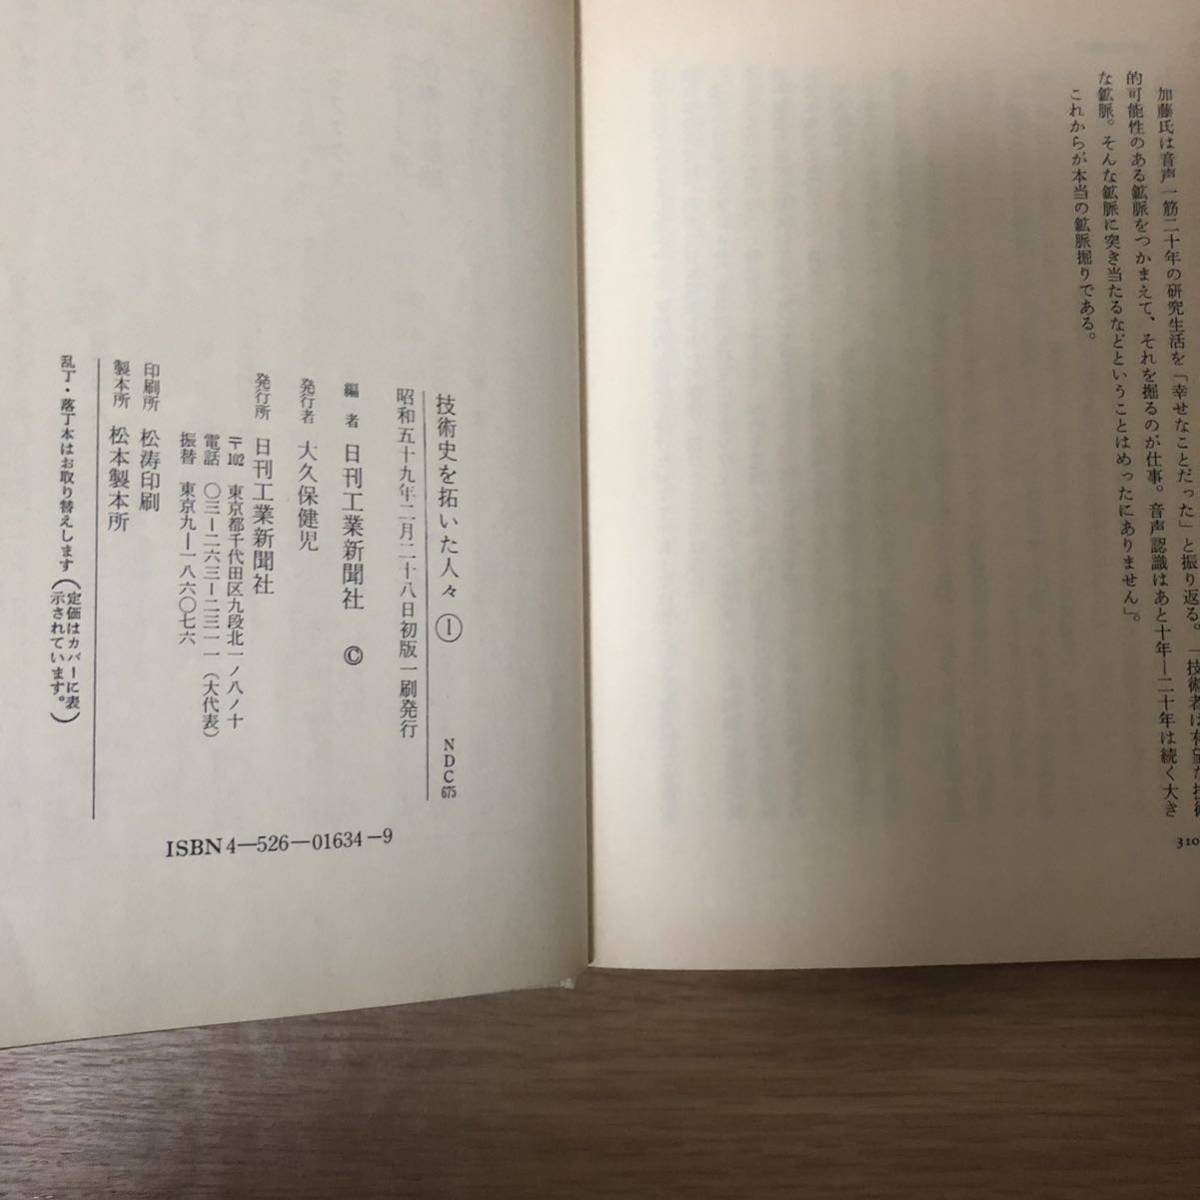 加藤氏は音声一筋二十年の研究生活を「幸せなことだった」と振り返る。「技術者は有望な技術
的可能性のある鉱脈をつかまえて、それを掘るのが仕事。音声認識はあと十年―二十年は続く大き
な鉱脈。そんな鉱脈に突き当たるなどということはめったにありません」。
これからが本当の鉱脈掘りである。
310
技術史を拓いた人々 Ⅰ
NDC 675
昭和五十九年二月二十八日初版一刷発行
編者 日刊工業新聞社 ©
発行者 大久保健児
発行所 日刊工業新聞社
〒102 東京都千代田区九段北一ノ八ノ十
電話 〇三―二六三―二三一一(大代表)
振替 東京九―一八六〇七六
印刷所 松涛印刷
製本所 松本製本所
乱丁・落丁本はお取り替えします(定価はカバーに表示されています。)
ISBN4―526―01634―9